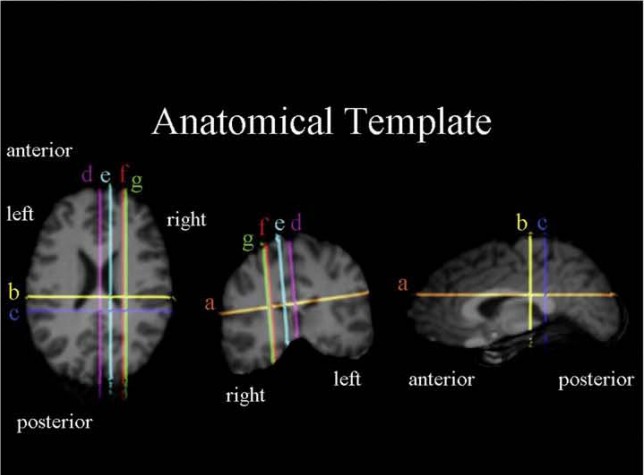 Anatomical Template
anterior
d e f g
left
right
b
c
posterior
g f e d
a
right
left
b c
a
anterior
posterior